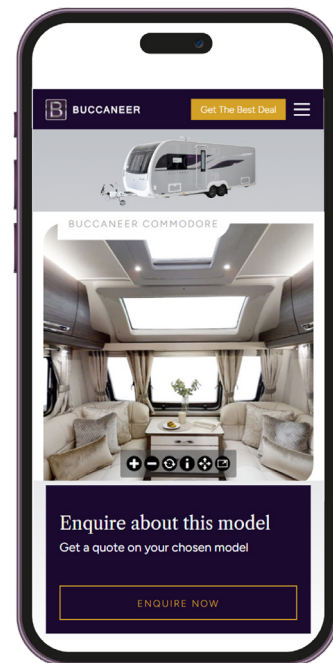 B BUCCANEER
Get The Best Deal
BUCCANEER COMMODORE
Enquire about this model
Get a quote on your chosen model
ENQUIRE NOW